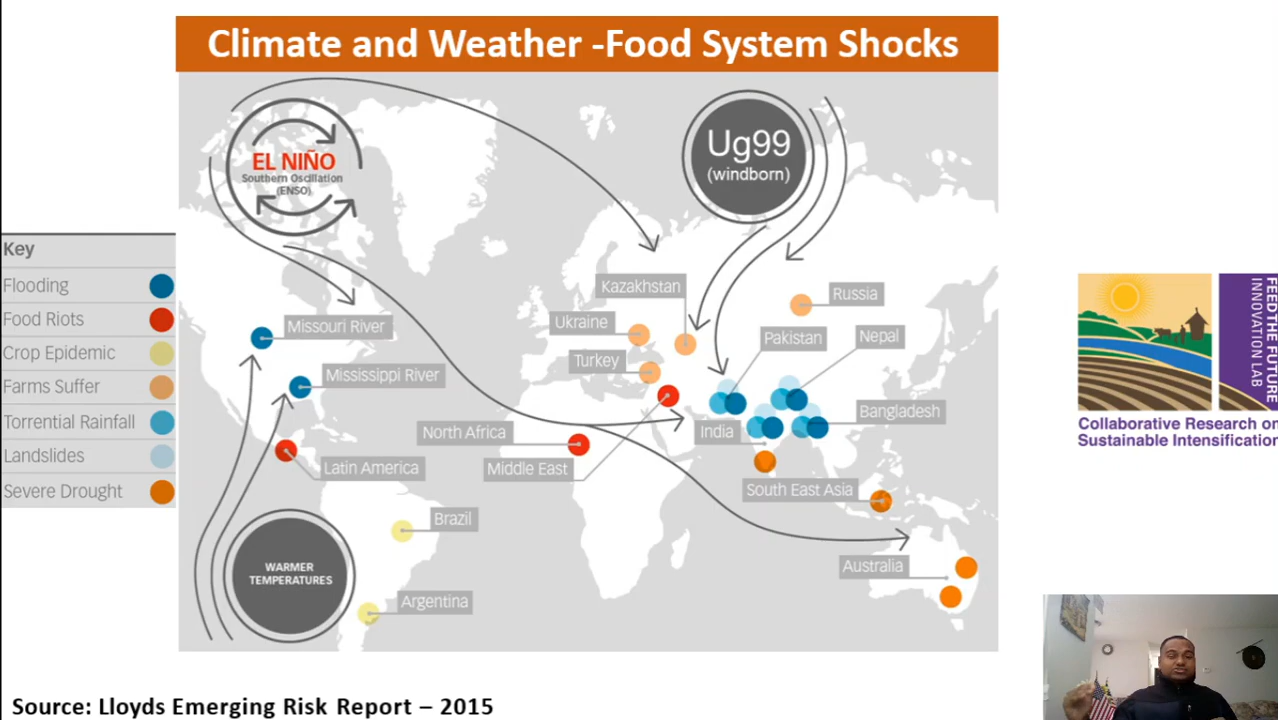 Climate and Weather -Food System Shocks
EL NIÑO
Southern Oscillation
(ENSO)
Ug99
(windborn)
Key
Flooding
Food Riots
Crop Epidemic
Farms Suffer
Torrential Rainfall
Landslides
Severe Drought
Kazakhstan
Russia
Ukraine
Missouri River
Pakistan
Nepal
Turkey
Mississippi River
Bangladesh
North Africa
India
Latin America
Middle East
South East Asia
Brazil
Australia
WARMER
TEMPERATURES
Argentina
FEED THE FUTURE
INNOVATION LAB
Collaborative Research on
Sustainable Intensification
Source: Lloyds Emerging Risk Report – 2015